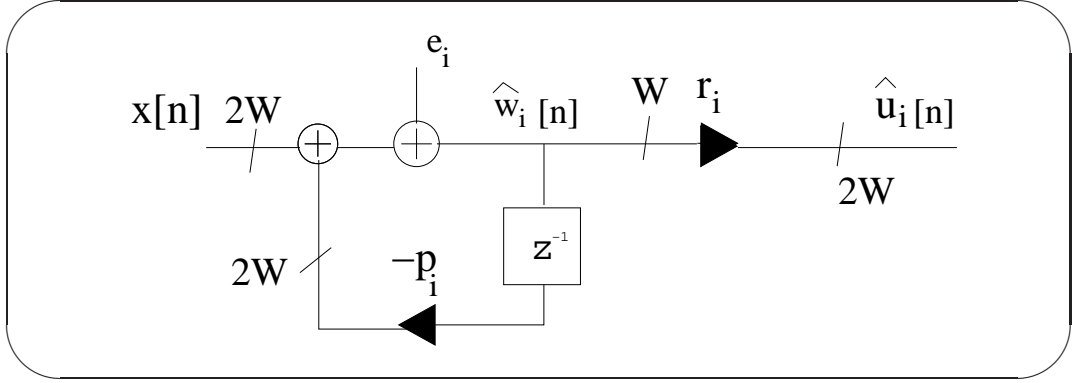 e_i
x[n] 2W ŵ_i [n] W r_i û_i [n]
2W
2W −p_i z^{-1}